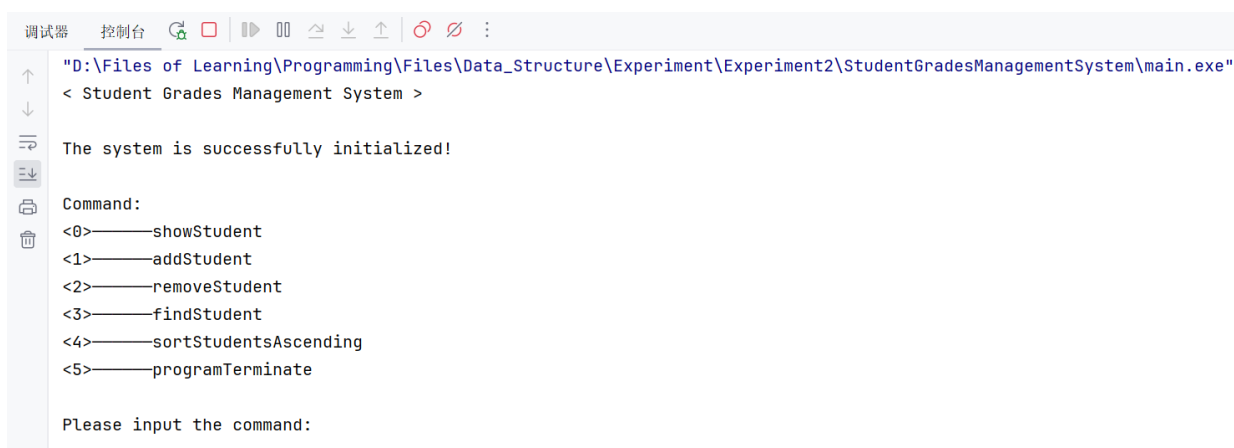 调试器 控制台
"D:\Files of Learning\Programming\Files\Data_Structure\Experiment\Experiment2\StudentGradesManagementSystem\main.exe"
< Student Grades Management System >
The system is successfully initialized!
Command:
<0>———showStudent
<1>———addStudent
<2>———removeStudent
<3>———findStudent
<4>———sortStudentsAscending
<5>———programTerminate
Please input the command: